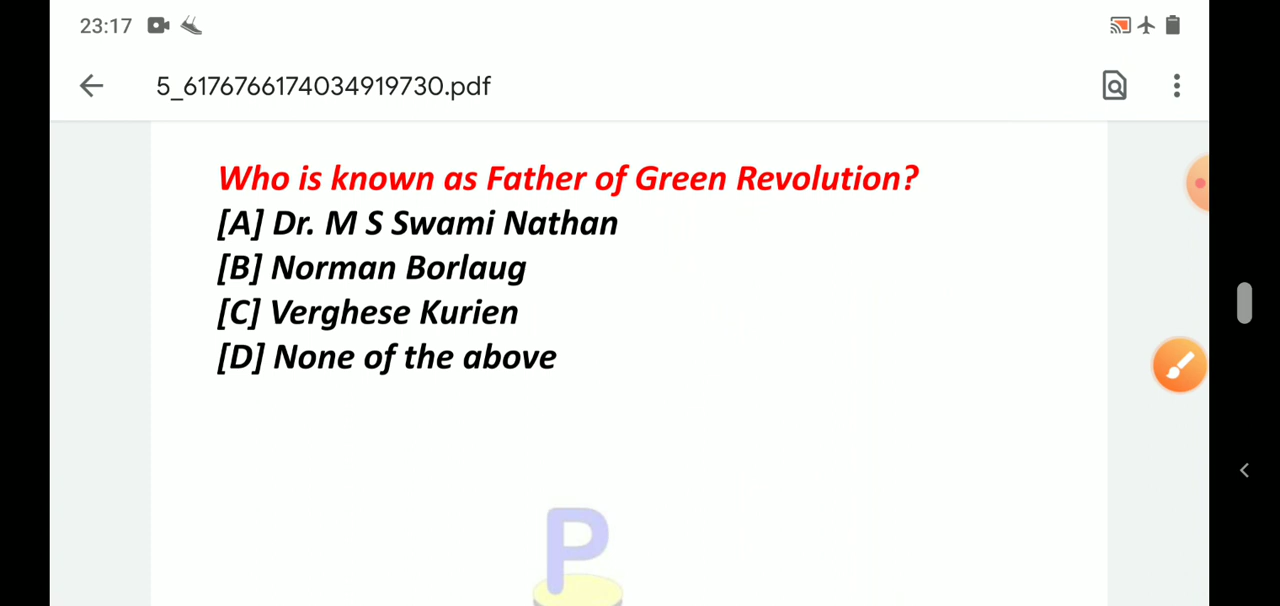 23:17
5_6176766174034919730.pdf
Who is known as Father of Green Revolution?
[A] Dr. M S Swami Nathan
[B] Norman Borlaug
[C] Verghese Kurien
[D] None of the above
P